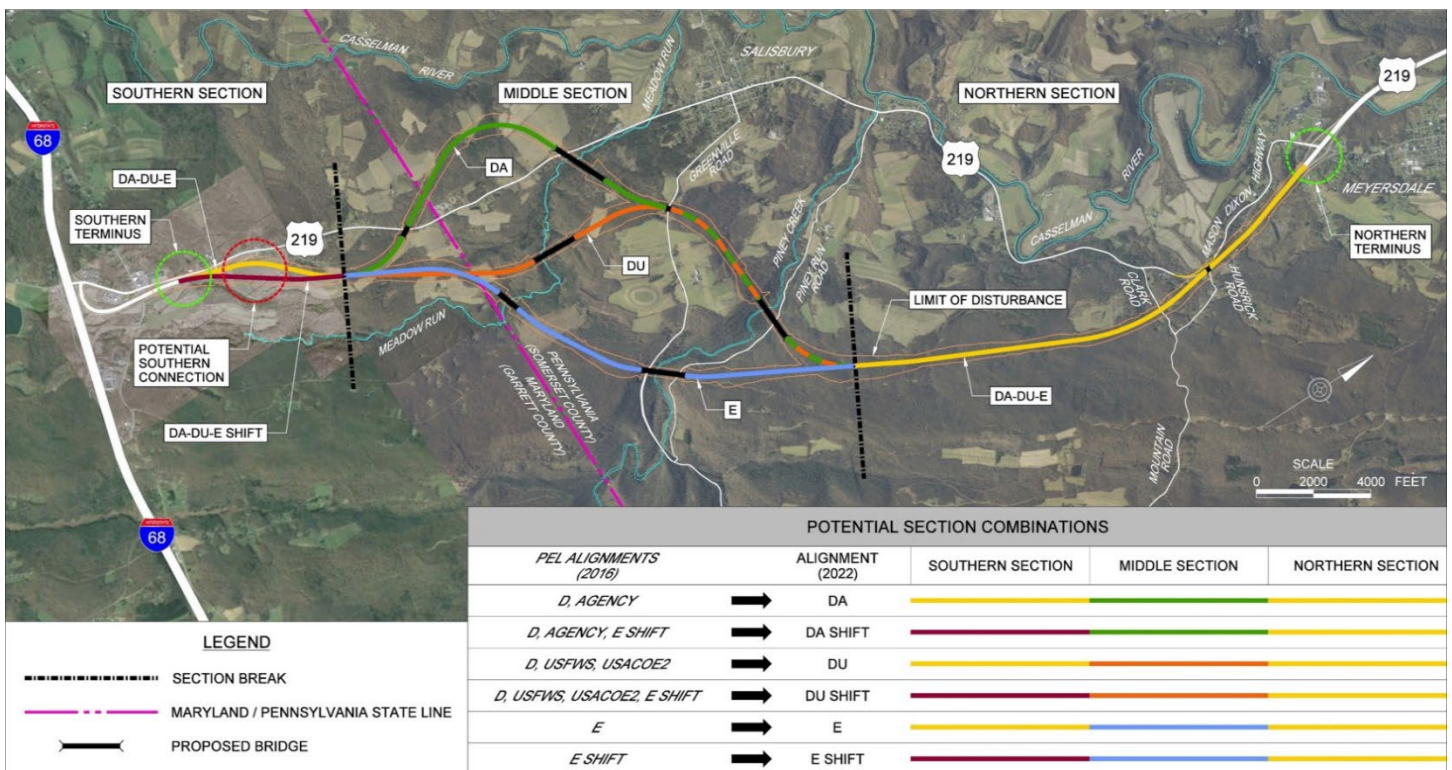 CASSELMAN
RIVER
MEADOW RUN
SALISBURY
SOUTHERN SECTION
MIDDLE SECTION
NORTHERN SECTION
219
INTERSTATE
68
DA
GREENVILLE
ROAD
219
RIVER
MASON DIXON HIGHWAY
DA-DU-E
SOUTHERN
TERMINUS
219
PINEY CREEK
PINEY RUN
ROAD
CASSELMAN
MEYERSDALE
NORTHERN
TERMINUS
DU
CLARK
ROAD
HUNSRICK
ROAD
LIMIT OF DISTURBANCE
POTENTIAL
SOUTHERN
CONNECTION
MEADOW RUN
PENNSYLVANIA
(SOMERSET COUNTY)
MARYLAND
(GARRETT COUNTY)
E
DA-DU-E
DA-DU-E SHIFT
MOUNTAIN
ROAD
SCALE
0 2000 4000 FEET
INTERSTATE
68
POTENTIAL SECTION COMBINATIONS
PEL ALIGNMENTS
(2016)
ALIGNMENT
(2022)
SOUTHERN SECTION
MIDDLE SECTION
NORTHERN SECTION
D, AGENCY DA
D, AGENCY, E SHIFT DA SHIFT
D, USFWS, USACOE2 DU
D, USFWS, USACOE2, E SHIFT DU SHIFT
E E
E SHIFT E SHIFT
LEGEND
SECTION BREAK
MARYLAND / PENNSYLVANIA STATE LINE
PROPOSED BRIDGE